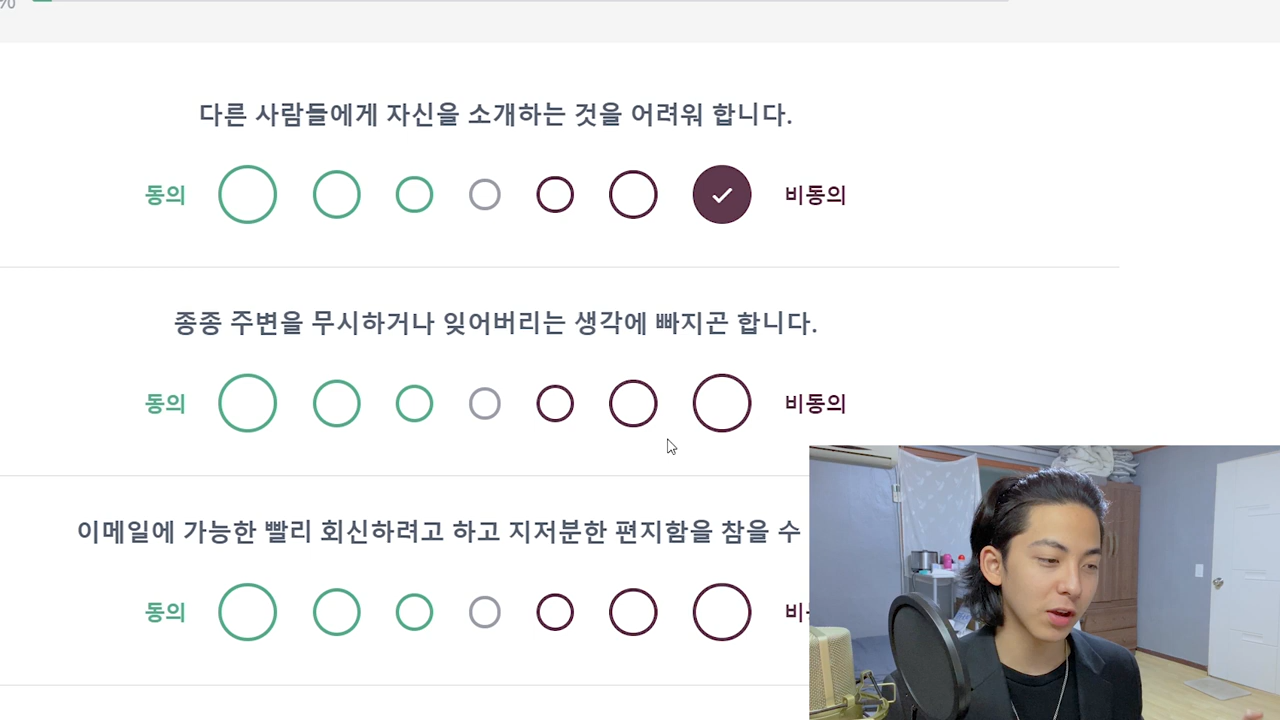 %
다른 사람들에게 자신을 소개하는 것을 어려워 합니다.
동의 비동의
종종 주변을 무시하거나 잊어버리는 생각에 빠지곤 합니다.
동의 비동의
이메일에 가능한 빨리 회신하려고 하고 지저분한 편지함을 참을 수
동의